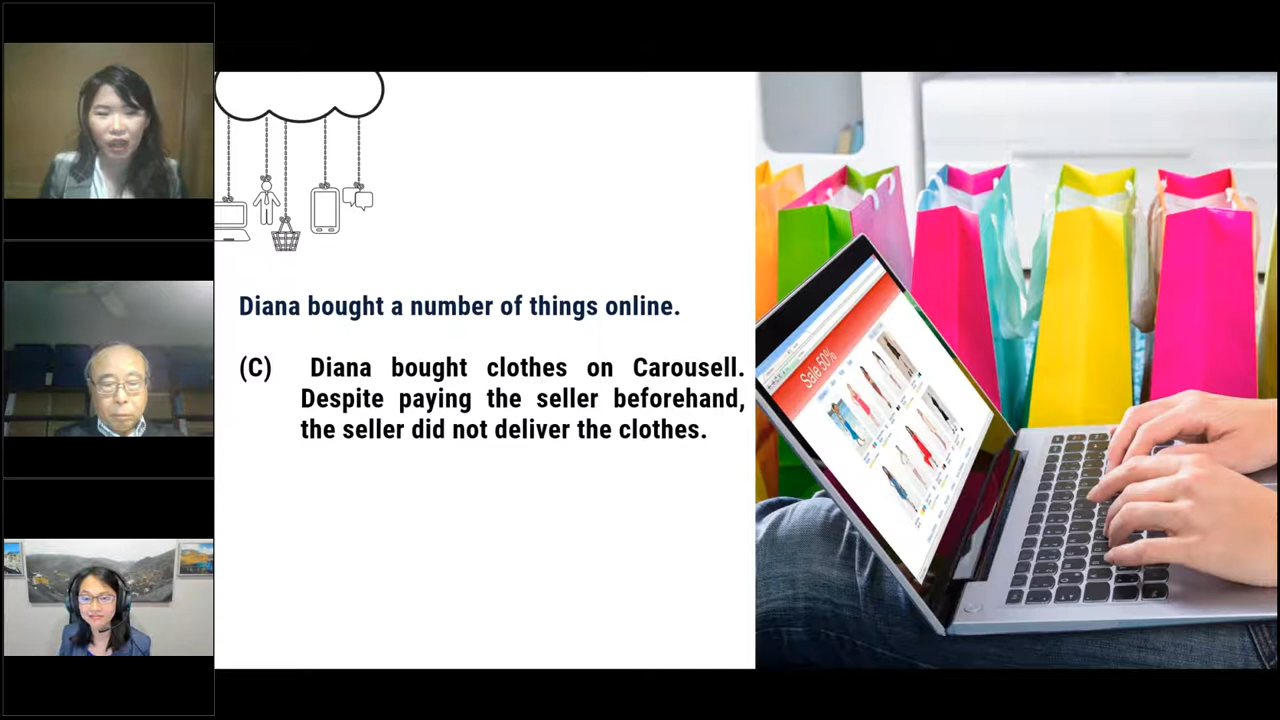 Diana bought a number of things online.
(C) Diana bought clothes on Carousell.
Despite paying the seller beforehand,
the seller did not deliver the clothes.
Sale 50%